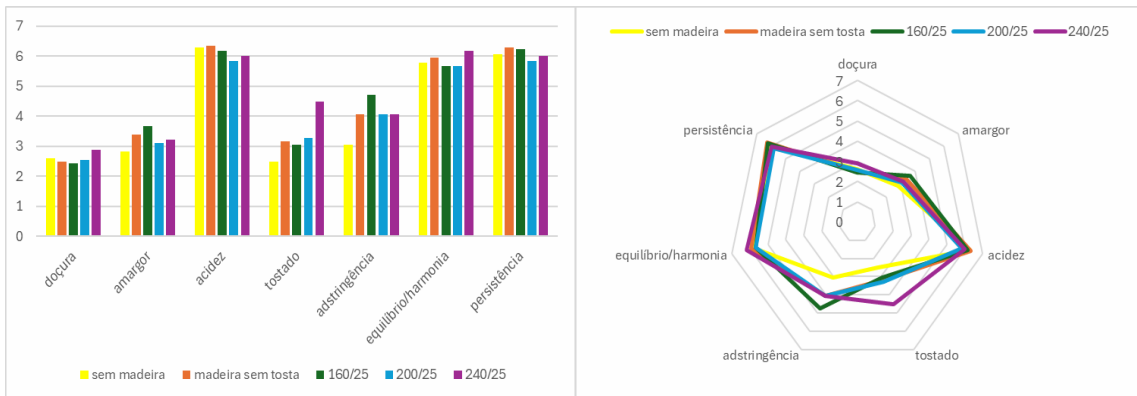 7
6
5
4
3
2
1
0
doçura
amargor
acidez
tostado
adstringência
equilíbrio/harmonia
persistência
sem madeira madeira sem tosta 160/25 200/25 240/25
sem madeira madeira sem tosta 160/25 200/25 240/25
doçura
7
6
5
4
3
2
1
0
amargor
acidez
tostado
adstringência
equilíbrio/harmonia
persistência